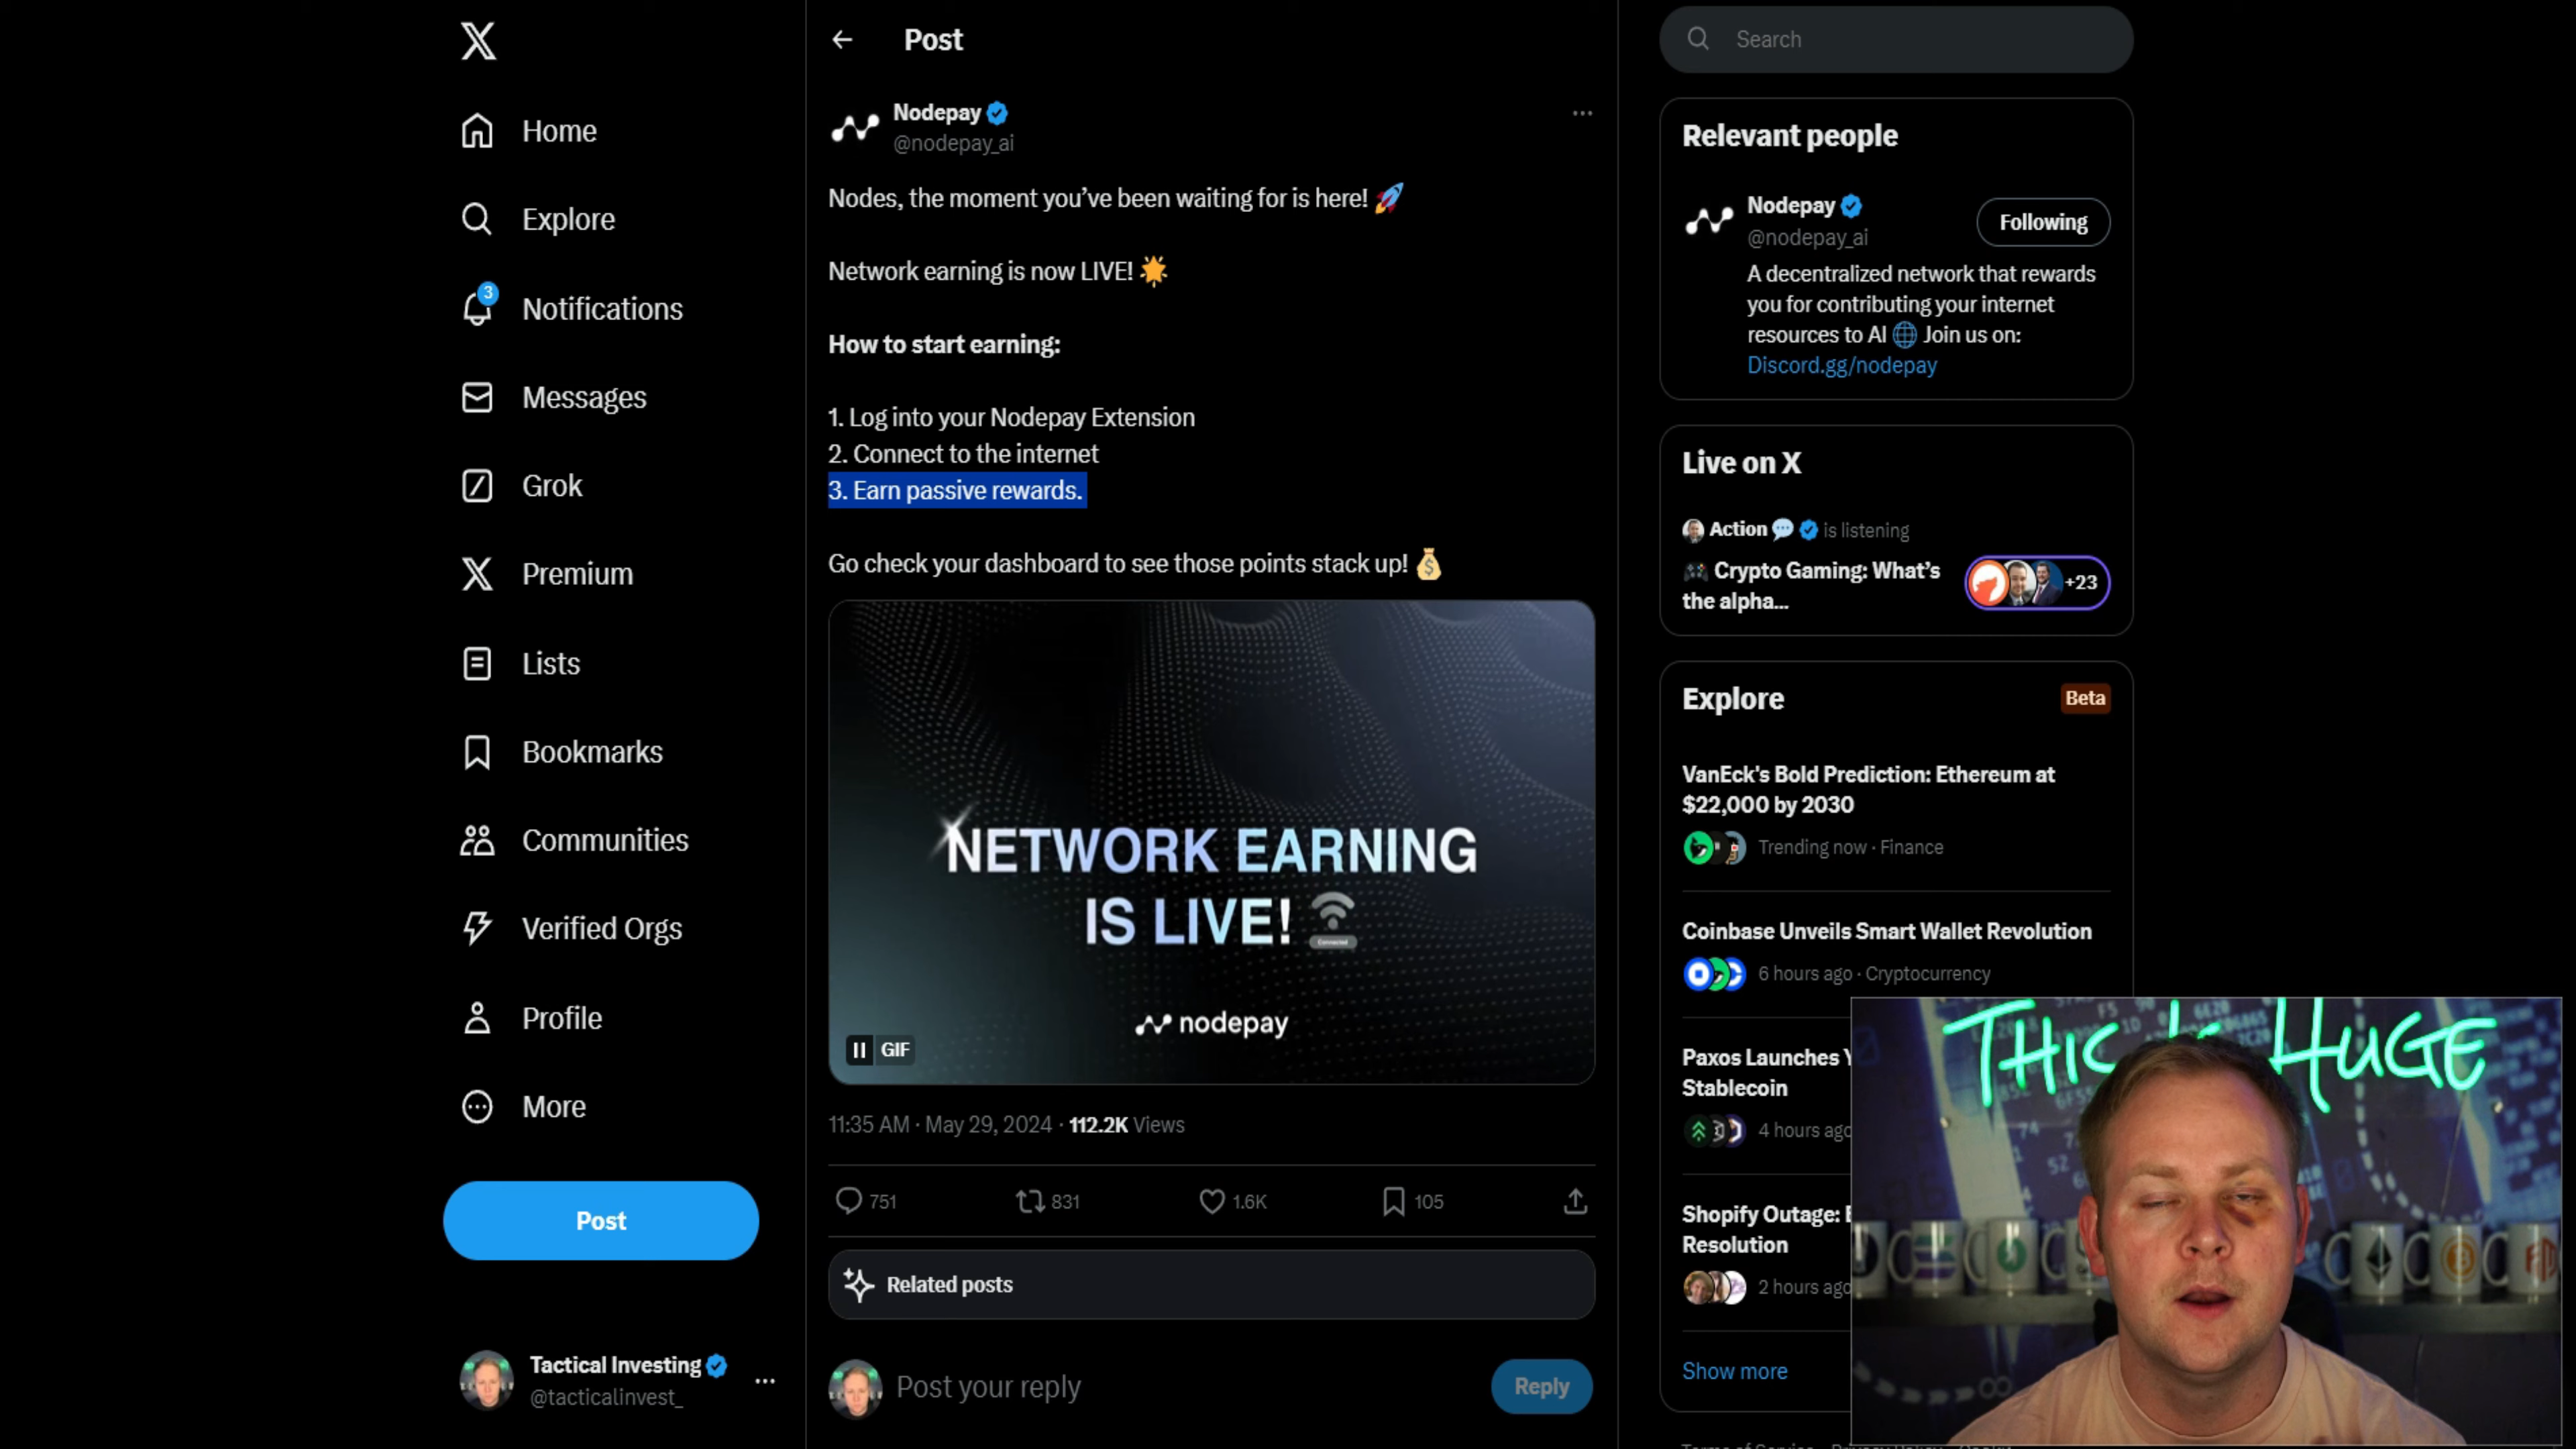 Home
Explore
3
Notifications
Messages
Grok
Premium
Lists
Bookmarks
Communities
Verified Orgs
Profile
More
Post
Tactical Investing
@tacticalinvest_
Post
Nodepay
@nodepay_ai
Nodes, the moment you've been waiting for is here! 🚀
Network earning is now LIVE! 🌟
How to start earning:
1. Log into your Nodepay Extension
2. Connect to the internet
3. Earn passive rewards.
Go check your dashboard to see those points stack up! 💰
NETWORK EARNING
IS LIVE!
Connected
nodepay
GIF
11:35 AM · May 29, 2024 · 112.2K Views
751
831
1.6K
105
Related posts
Post your reply
Reply
Search
Relevant people
Nodepay
@nodepay_ai
Following
A decentralized network that rewards
you for contributing your internet
resources to AI 🌐 Join us on:
Discord.gg/nodepay
Live on X
Action 💬 is listening
🎮 Crypto Gaming: What's
the alpha...
+23
Explore
Beta
VanEck's Bold Prediction: Ethereum at
$22,000 by 2030
Trending now · Finance
Coinbase Unveils Smart Wallet Revolution
6 hours ago · Cryptocurrency
Paxos Launches Y
Stablecoin
4 hours ago
Shopify Outage:
Resolution
2 hours ago
Show more
HUGE